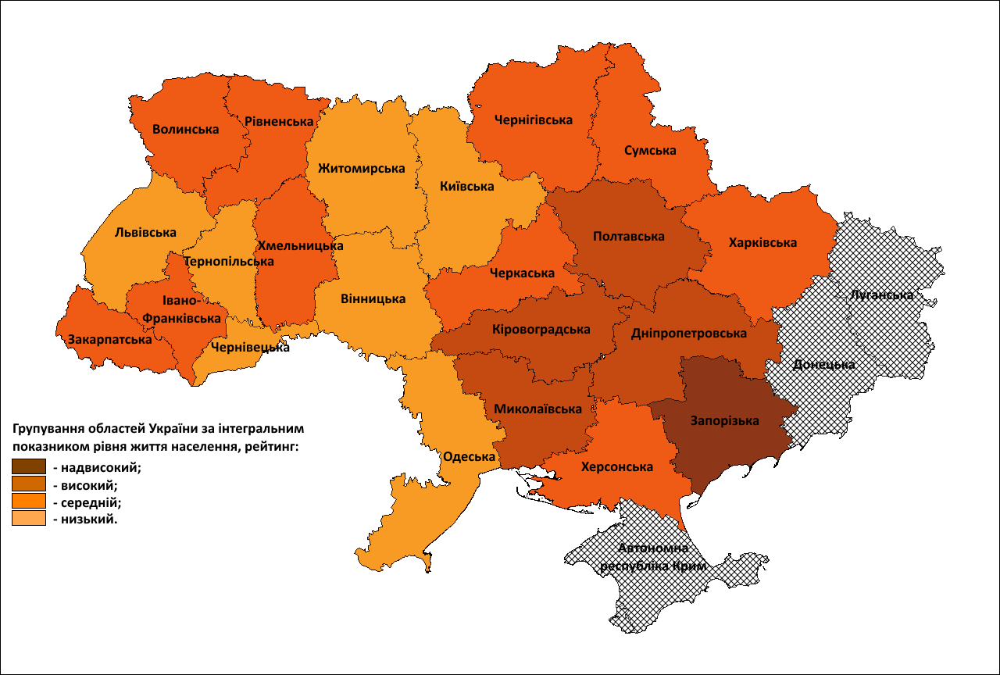 Чернігівська
Рівненська
Волинська
Сумська
Житомирська
Київська
Львівська
Полтавська
Харківська
Хмельницька
Тернопільська
Черкаська
Луганська
Вінницька
Івано-
Франківська
Кіровоградська
Дніпропетровська
Закарпатська
Чернівецька
Донецька
Миколаївська
Запорізька
Одеська
Херсонська
Автономна
республіка Крим
Групування областей України за інтегральним
показником рівня життя населення, рейтинг:
- надвисокий;
- високий;
- середній;
- низький.